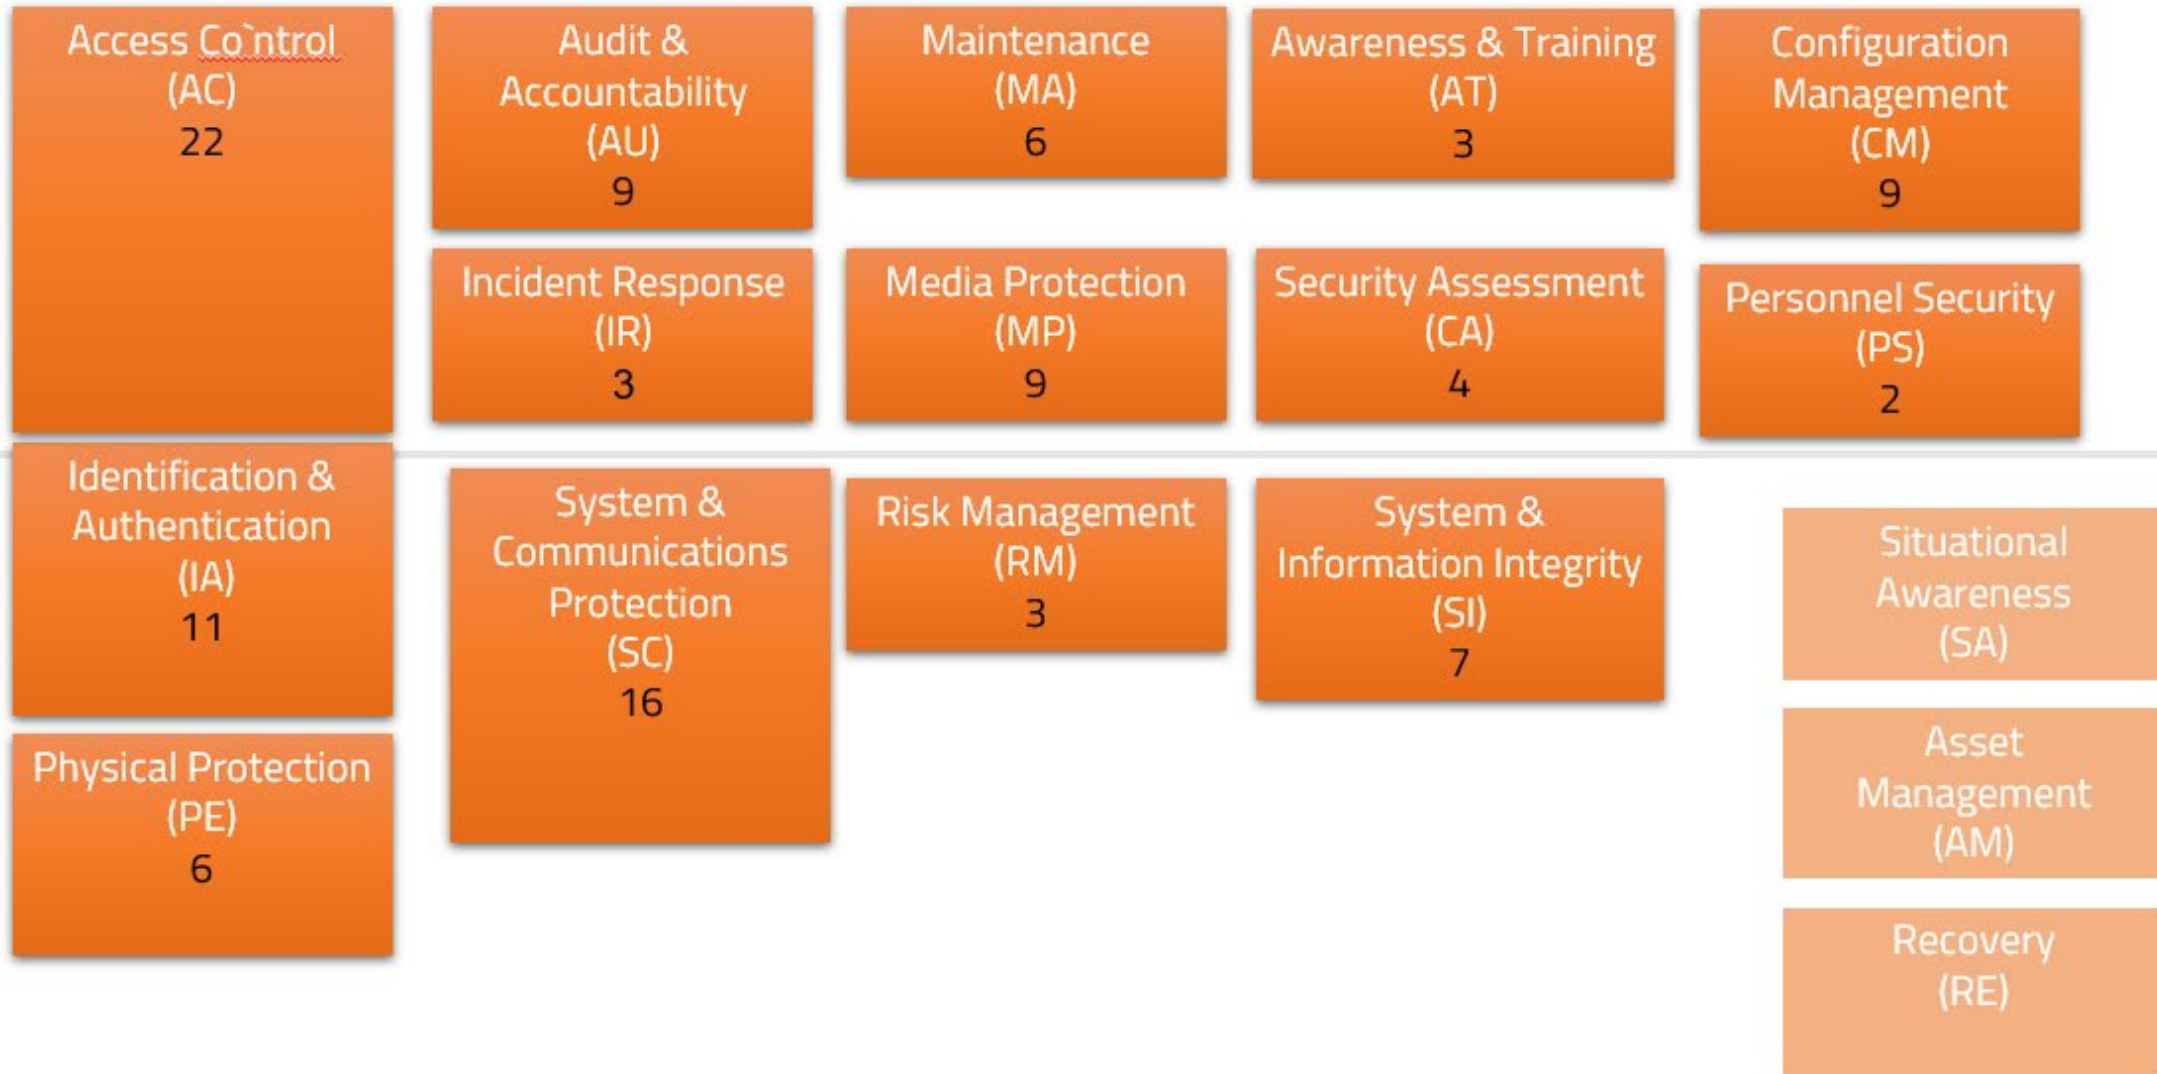 Access Co`ntrol
(AC)
22
Audit &
Accountability
(AU)
9
Maintenance
(MA)
6
Awareness & Training
(AT)
3
Configuration
Management
(CM)
9
Incident Response
(IR)
3
Media Protection
(MP)
9
Security Assessment
(CA)
4
Personnel Security
(PS)
2
Identification &
Authentication
(IA)
11
System &
Communications
Protection
(SC)
16
Risk Management
(RM)
3
System &
Information Integrity
(SI)
7
Situational
Awareness
(SA)
Physical Protection
(PE)
6
Asset
Management
(AM)
Recovery
(RE)